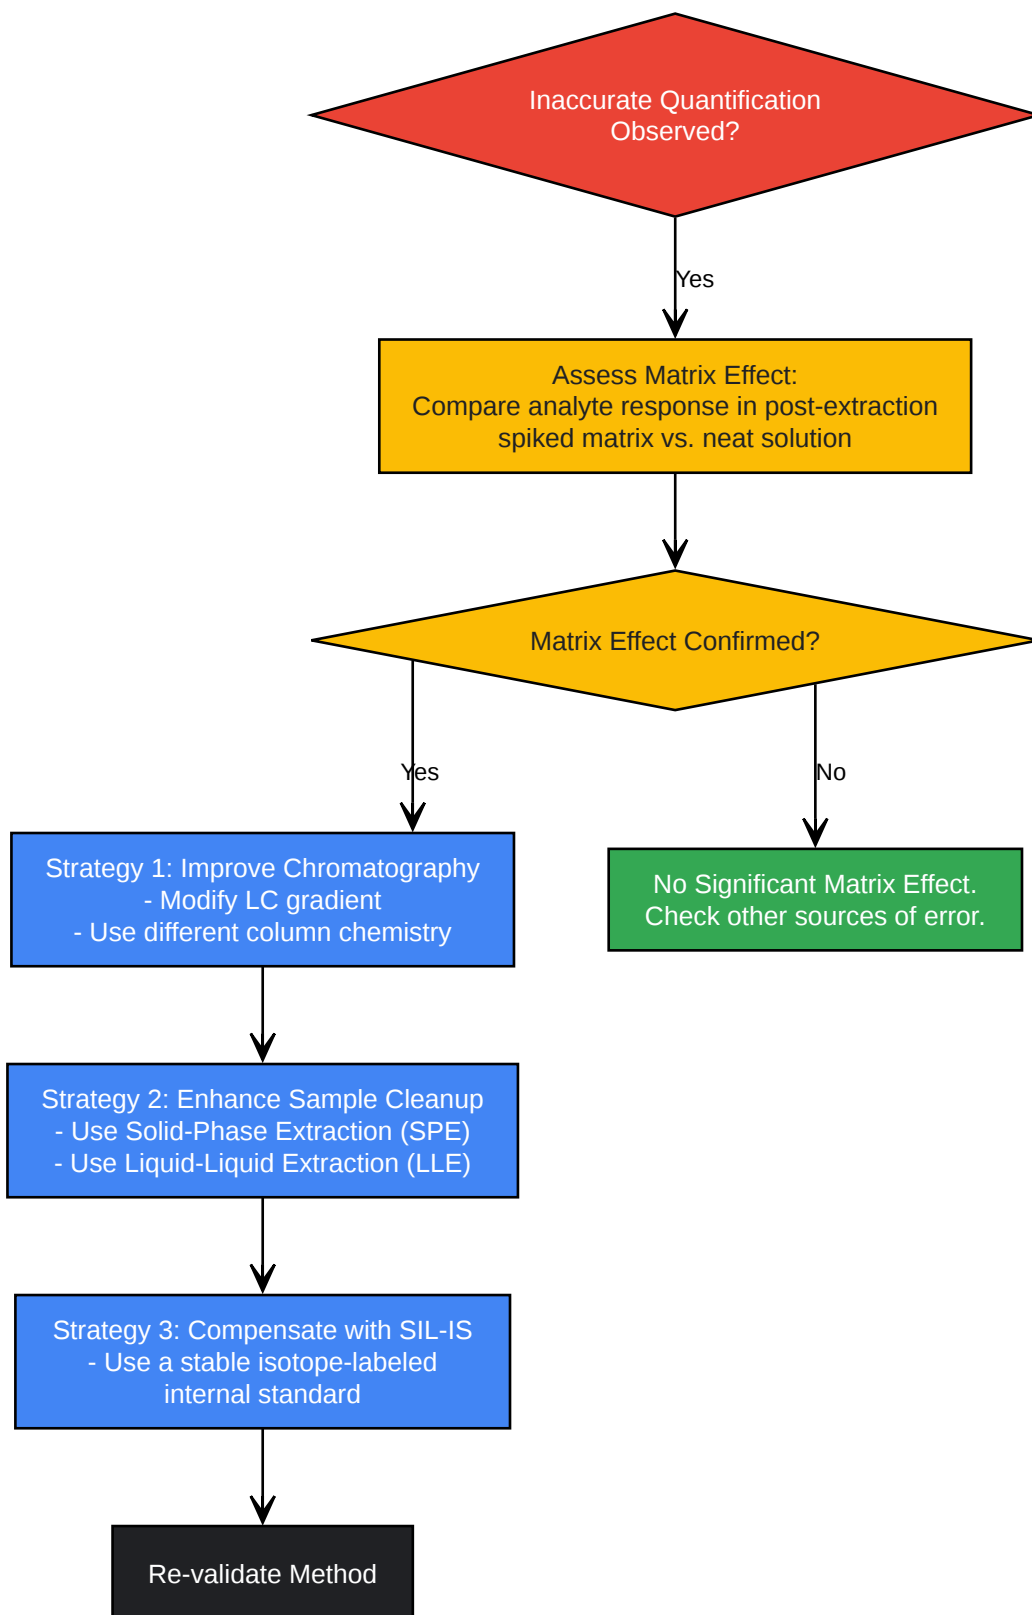 Inaccurate Quantification
Observed?
Yes
Assess Matrix Effect:
Compare analyte response in post-extraction
spiked matrix vs. neat solution
Matrix Effect Confirmed?
Yes
No
Strategy 1: Improve Chromatography
- Modify LC gradient
- Use different column chemistry
No Significant Matrix Effect.
Check other sources of error.
Strategy 2: Enhance Sample Cleanup
- Use Solid-Phase Extraction (SPE)
- Use Liquid-Liquid Extraction (LLE)
Strategy 3: Compensate with SIL-IS
- Use a stable isotope-labeled
internal standard
Re-validate Method